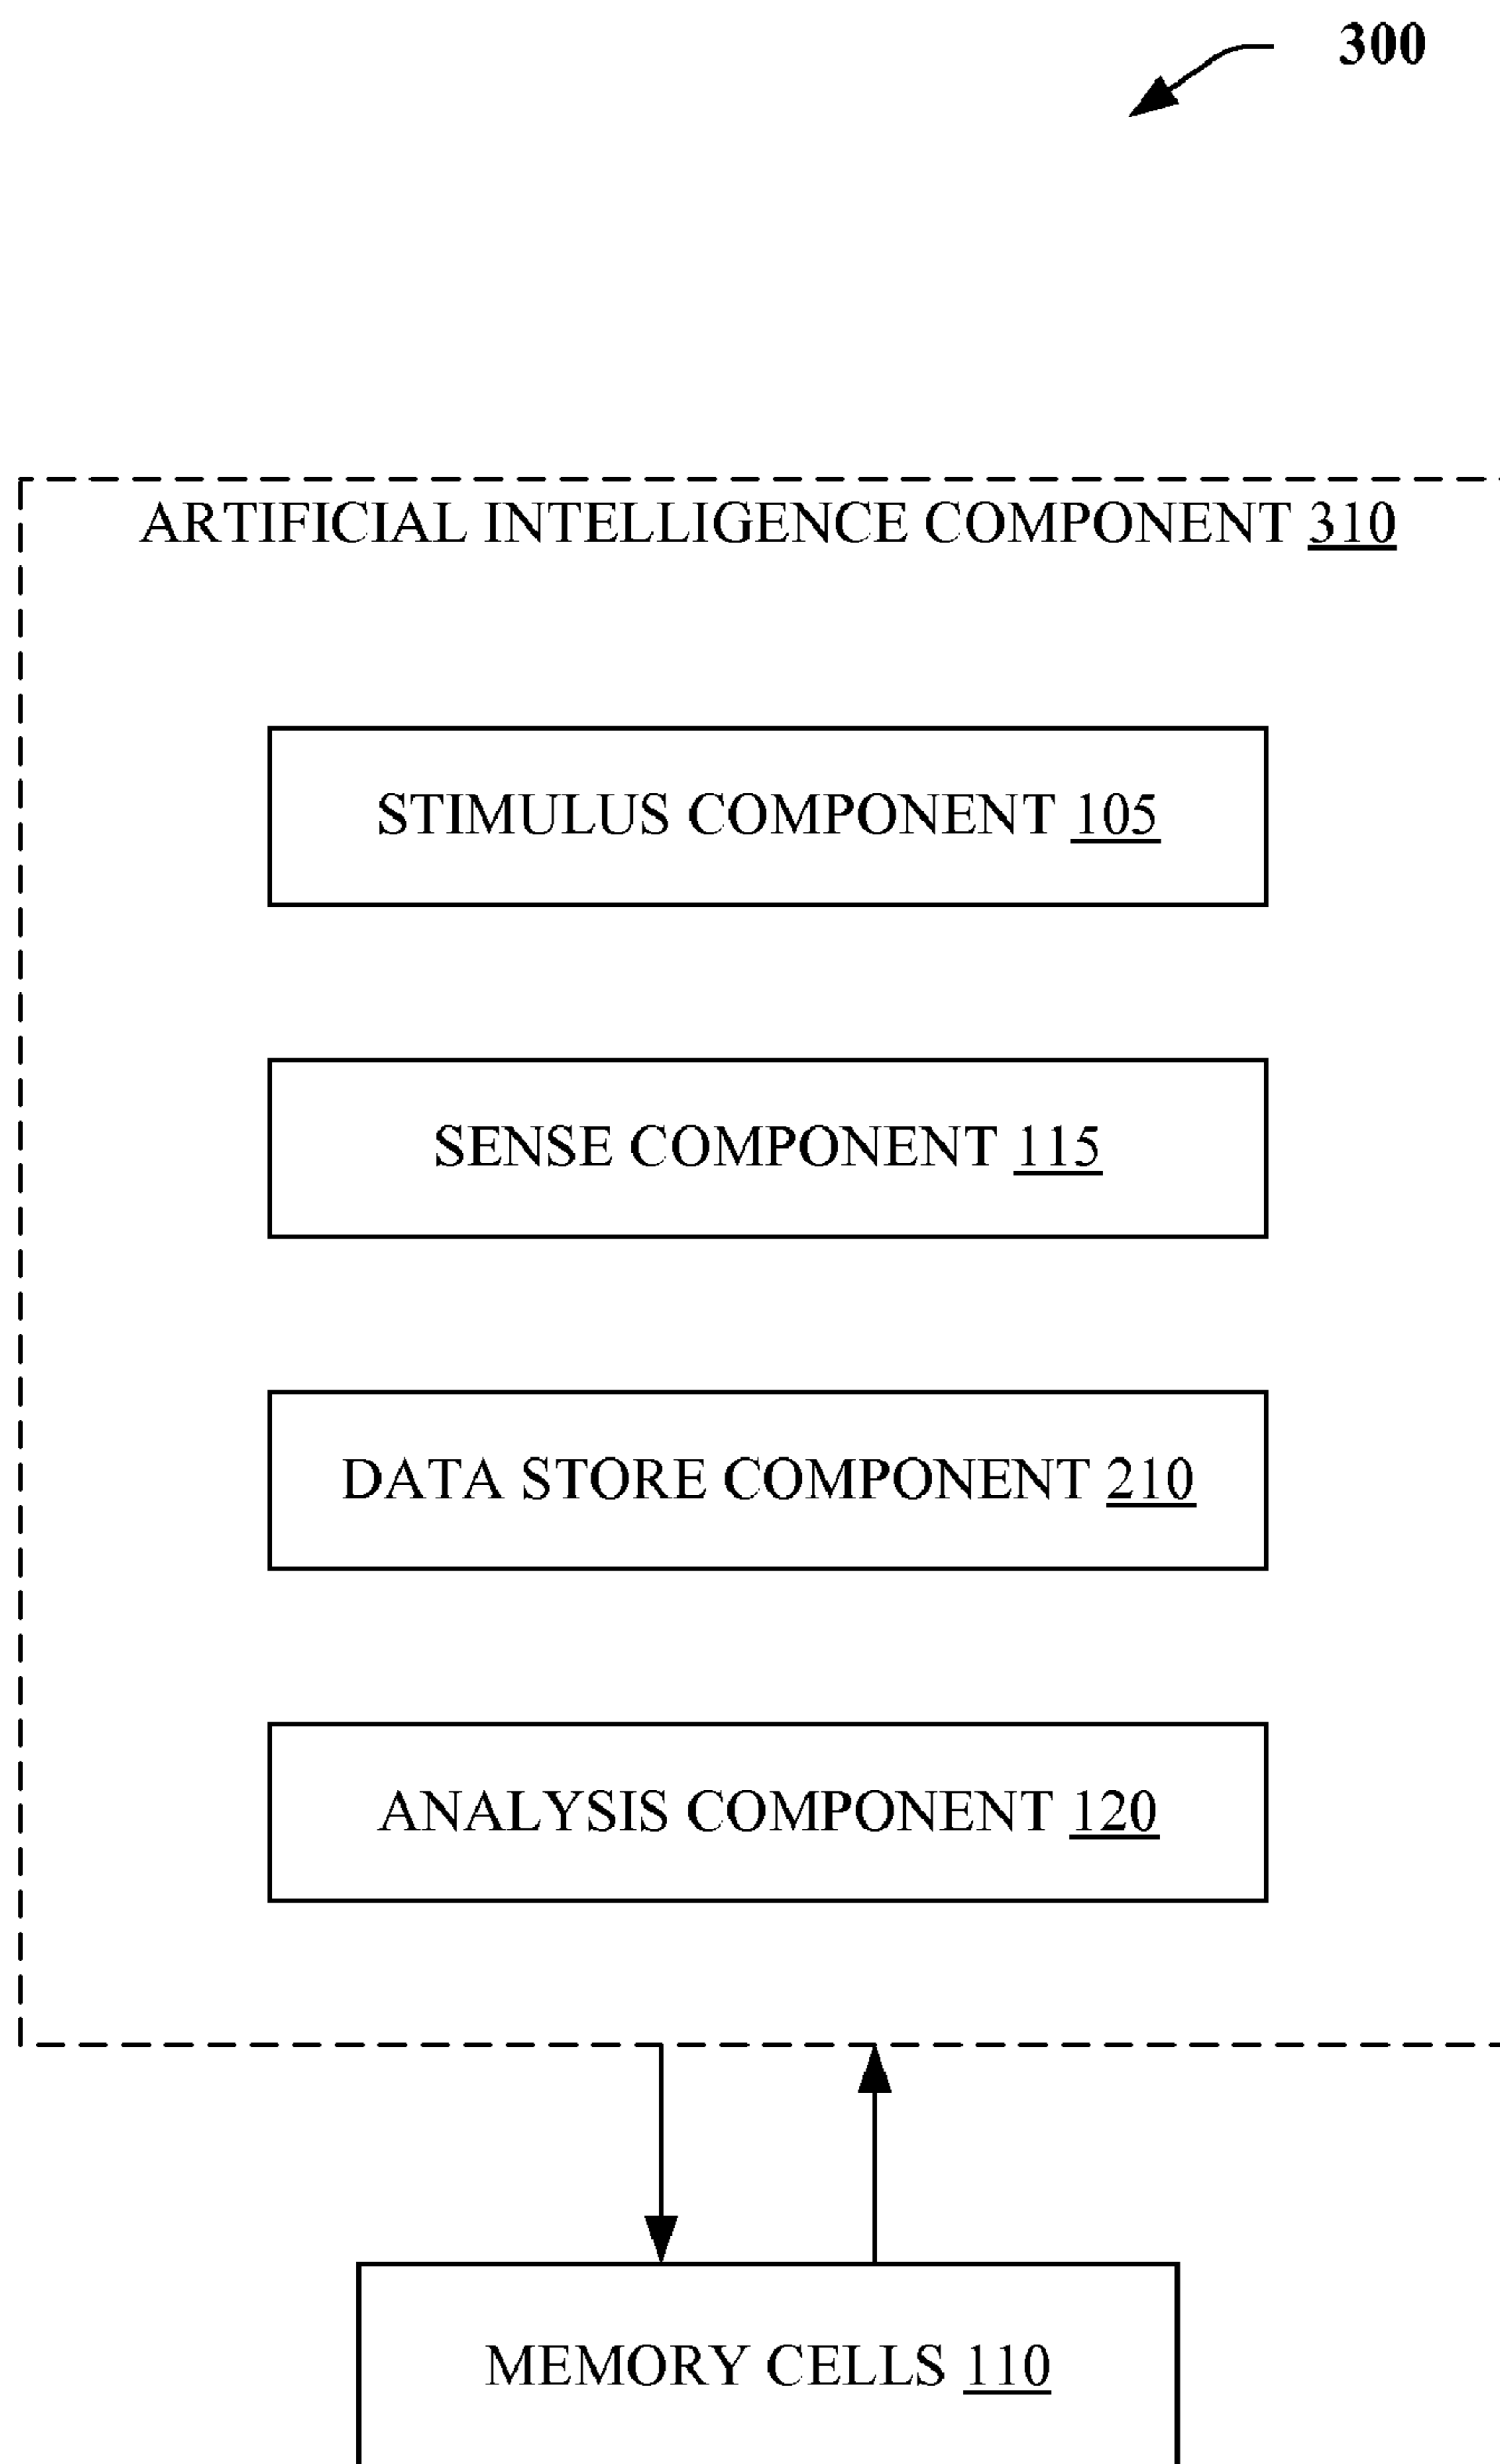 300
ARTIFICIAL INTELLIGENCE COMPONENT 310
STIMULUS COMPONENT 105
SENSE COMPONENT 115
DATA STORE COMPONENT 210
ANALYSIS COMPONENT 120
MEMORY CELLS 110